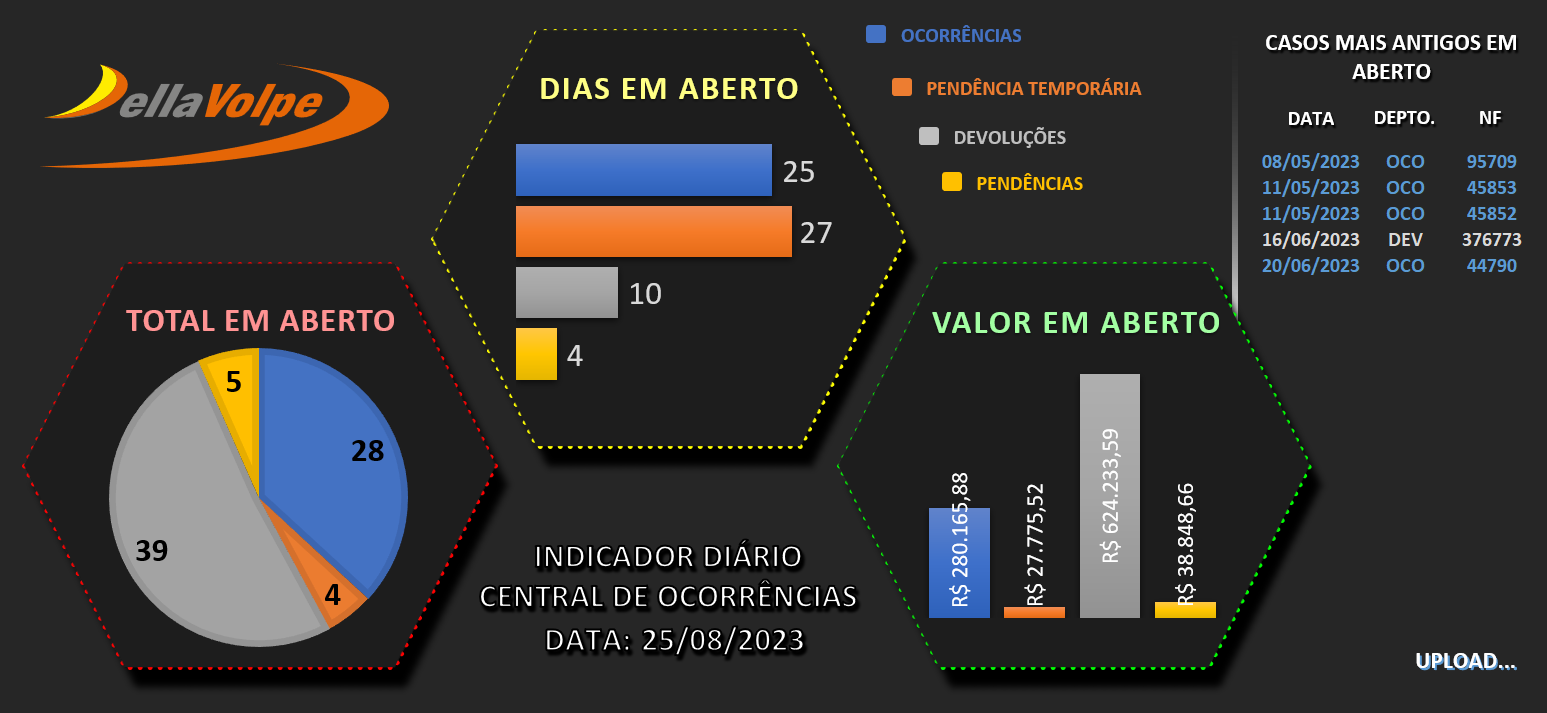 DellaVolpe
DIAS EM ABERTO
25
27
10
4
OCORRÊNCIAS
PENDÊNCIA TEMPORÁRIA
DEVOLUÇÕES
PENDÊNCIAS
CASOS MAIS ANTIGOS EM
ABERTO
DATA DEPTO. NF
08/05/2023 OCO 95709
11/05/2023 OCO 45853
11/05/2023 OCO 45852
16/06/2023 DEV 376773
20/06/2023 OCO 44790
TOTAL EM ABERTO
5
28
39
4
VALOR EM ABERTO
R$ 280.165,88
R$ 27.775,52
R$ 624.233,59
R$ 38.848,66
INDICADOR DIÁRIO
CENTRAL DE OCORRÊNCIAS
DATA: 25/08/2023
UPLOAD...